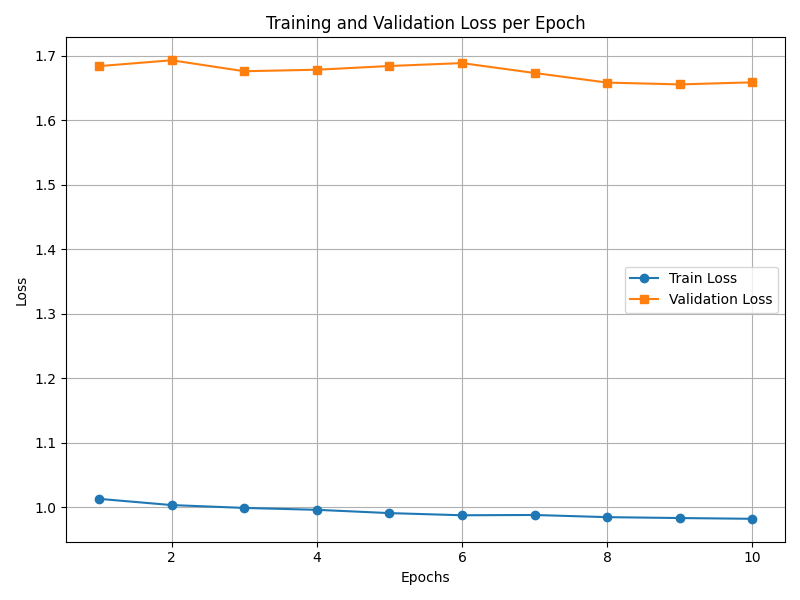 Training and Validation Loss per Epoch
1.7
1.6
1.5
1.4
1.3
1.2
1.1
1.0
Loss
Train Loss
Validation Loss
2
4
6
8
10
Epochs